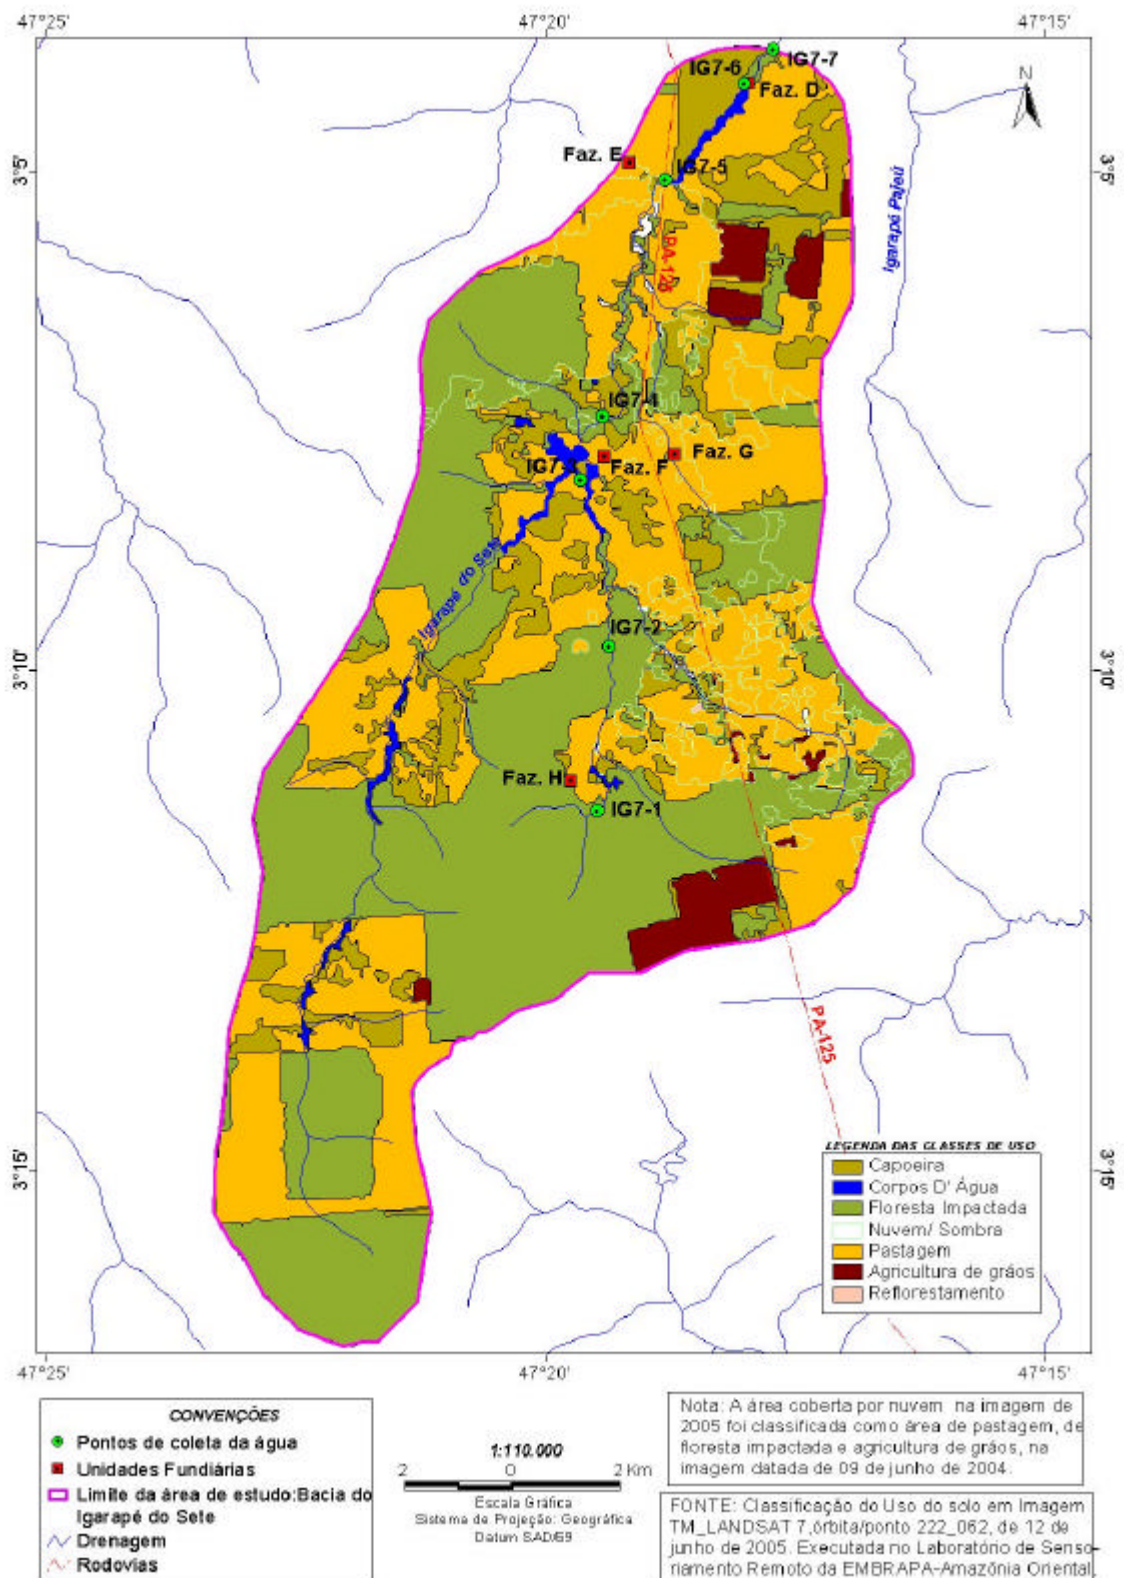 47°25' 47°20' 47°15'
IG7-7
IG7-6
Faz. D
N
Faz. E
3°5' 3°5'
IG7-5
Igarapé Pajeú
PA-125
IG7-4
Faz. G
Faz. F
IG7-3
Igarapé do Sete
IG7-2
3°10' 3°10'
Faz. H
IG7-1
PA-125
3°15' 3°15'
LEGENDA DAS CLASSES DE USO
Capoeira
Corpos D' Água
Floresta Impactada
Nuvem/ Sombra
Pastagem
Agricultura de grãos
Reflorestamento
47°25' 47°20' 47°15'
CONVENÇÕES
Pontos de coleta da água
Unidades Fundiárias
Limite da área de estudo:Bacia do
Igarapé do Sete
Drenagem
Rodovias
1:110.000
2 0 2 Km
Escala Gráfica
Sistema de Projeção: Geográfica
Datum SAD/69
Nota: A área coberta por nuvem na imagem de
2005 foi classificada como área de pastagem, de
floresta impactada e agricultura de grãos, na
imagem datada de 09 de junho de 2004.
FONTE: Classificação do Uso do solo em Imagem
TM_LANDSAT 7,órbita/ponto 222_062, de 12 de
junho de 2005. Executada no Laboratório de Senso-
riamento Remoto da EMBRAPA-Amazônia Oriental